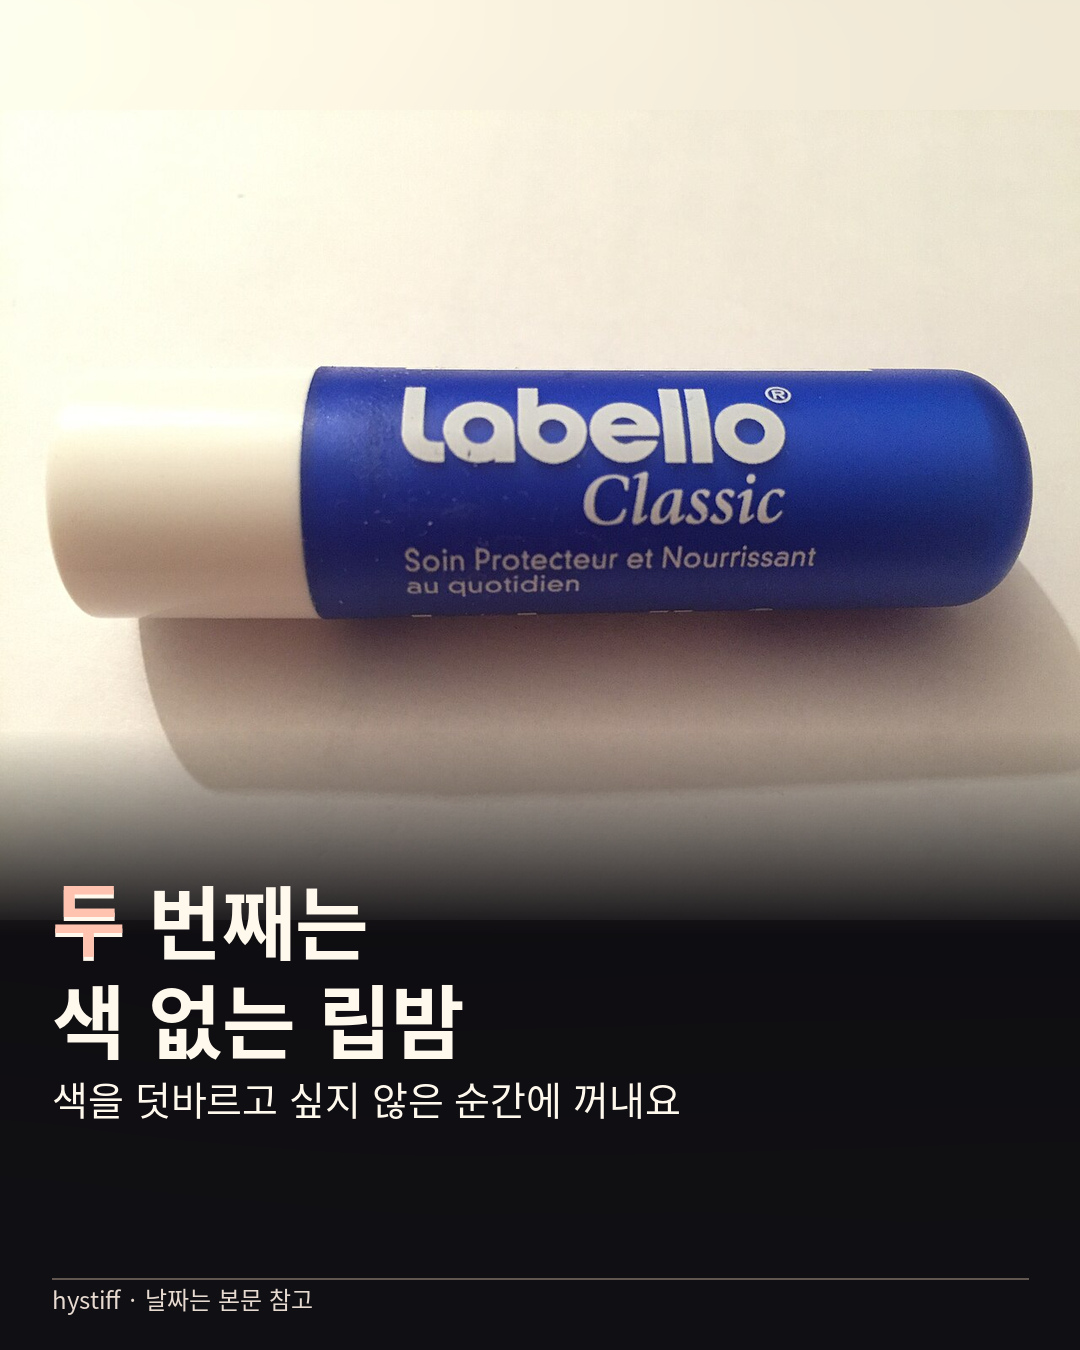 Labello®
Classic
Soin Protecteur et Nourrissant
au quotidien
두 번째는
색 없는 립밤
색을 덧바르고 싶지 않은 순간에 꺼내요
hystiff · 날짜는 본문 참고